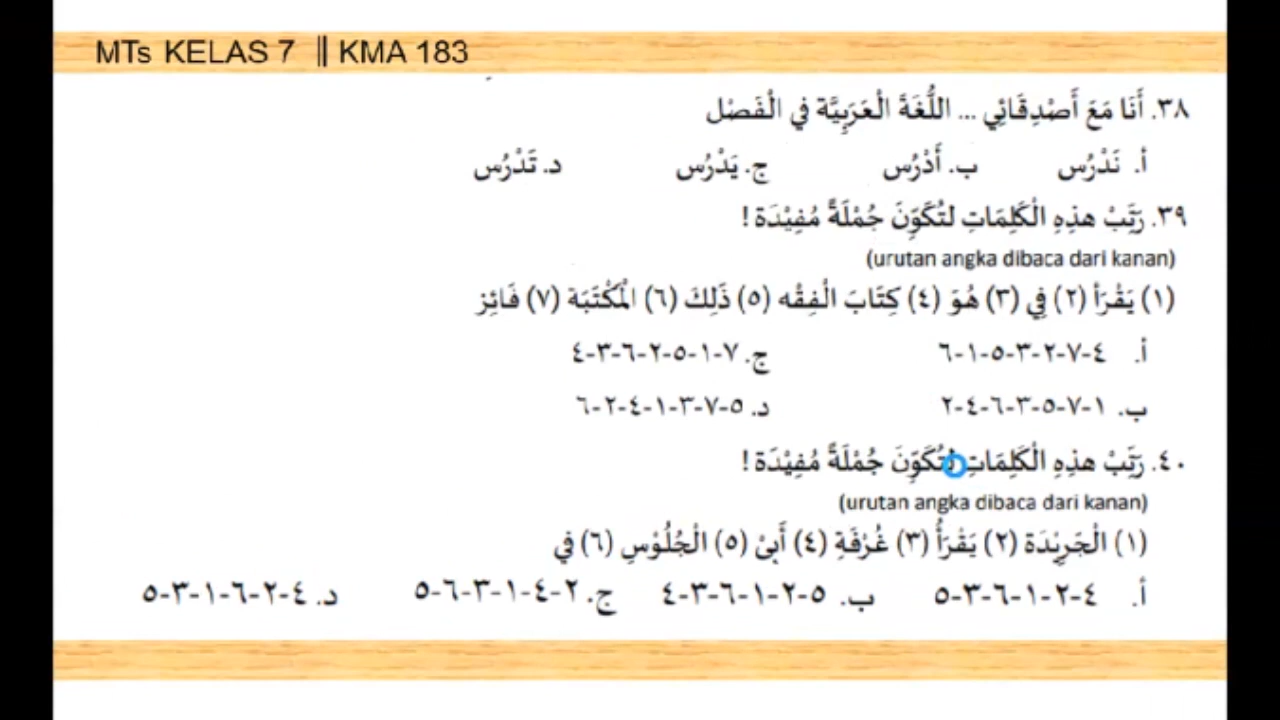 MTs KELAS 7 || KMA 183
٣٨. أَنَا مَعَ أَصْدِقَائِي ... اللُّغَةَ الْعَرَبِيَّة فِي الْفَصْل
أ. نَدْرُس ب. أَدْرُس ج. يَدْرُس د. تَدْرُس
٣٩. رَتِّبْ هذِهِ الْكَلِمَاتِ لتُكَوِّنَ جُمْلَةً مُفِيْدَة !
(urutan angka dibaca dari kanan)
(١) يَقْرَأ (٢) فِي (٣) هُوَ (٤) كِتَابَ الْفِقْه (٥) ذَلِكَ (٦) الْمَكْتَبَة (٧) فَائِز
أ. ٤-٧-٢-٣-٥-١-٦ ج. ٧-١-٥-٢-٦-٣-٤
ب. ١-٧-٥-٣-٦-٤-٢ د. ٥-٧-٣-١-٤-٢-٦
٤٠. رَتِّبْ هذِهِ الْكَلِمَاتِ لتُكَوِّنَ جُمْلَةً مُفِيْدَة !
(urutan angka dibaca dari kanan)
(١) الْجَرِيْدَة (٢) يَقْرَأُ (٣) غُرْفَةِ (٤) أَبِيْ (٥) الْجُلُوْسِ (٦) فِي
أ. ٤-٢-١-٦-٣-٥ ب. ٥-٢-١-٦-٣-٤ ج. ٢-٤-١-٣-٦-٥ د. ٤-٢-٦-١-٣-٥